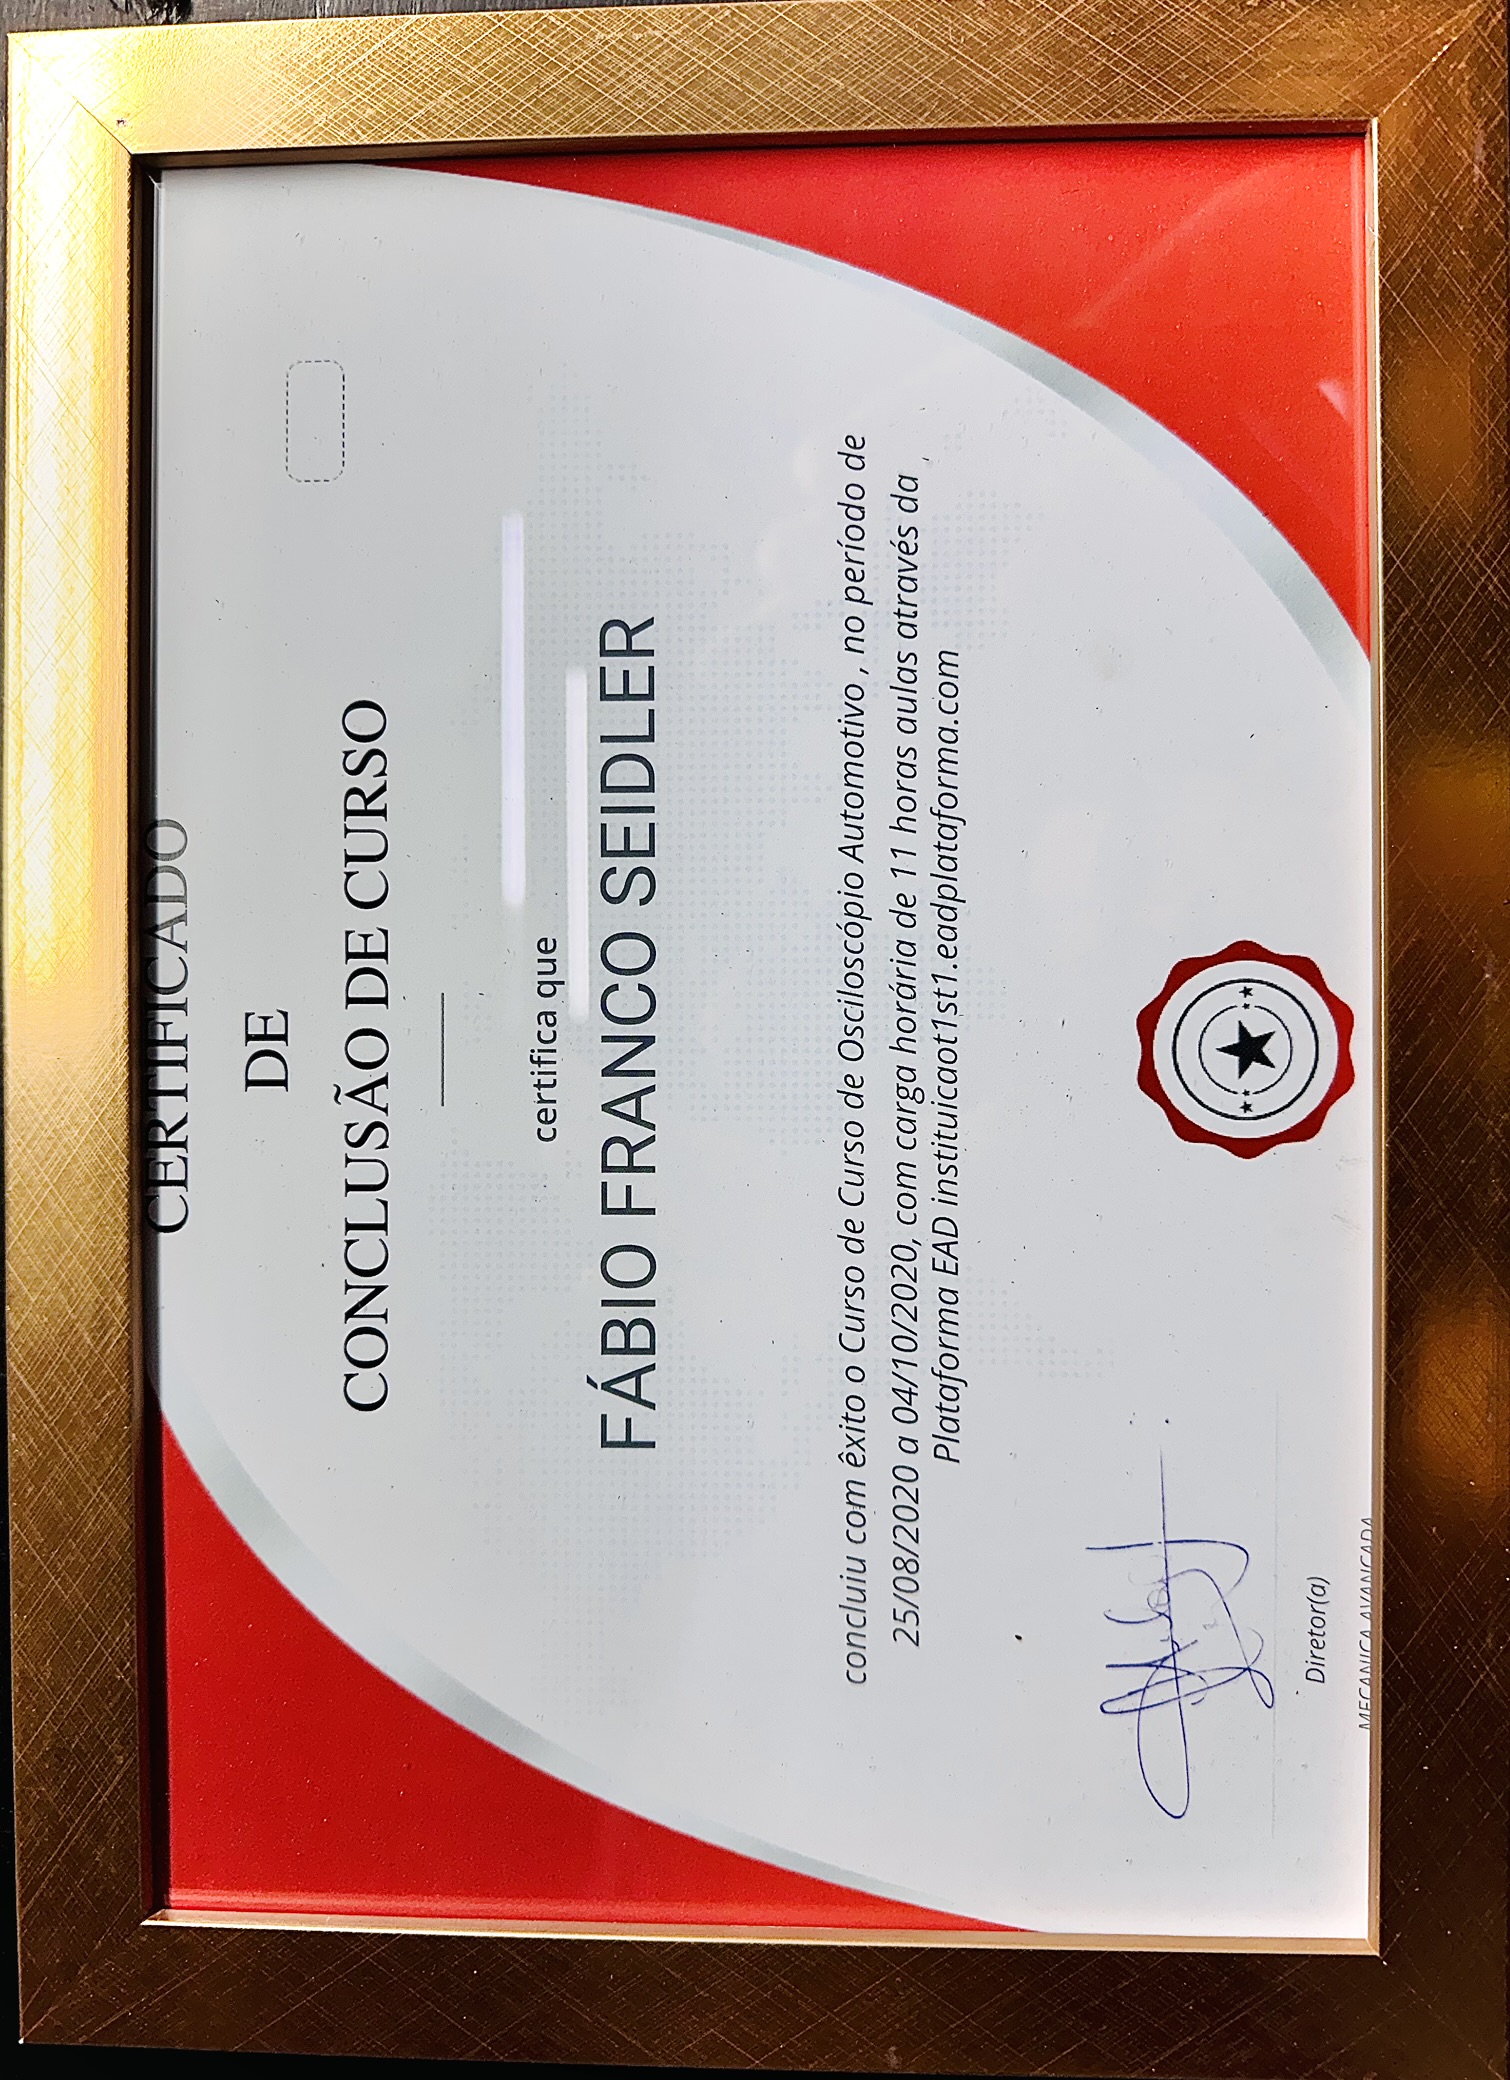 CERTIFICADO
DE
CONCLUSÃO DE CURSO
certifica que
FÁBIO FRANCO SEIDLER
concluiu com êxito o Curso de Curso de Osciloscópio Automotivo , no período de
25/08/2020 a 04/10/2020, com carga horária de 11 horas aulas através da
Plataforma EAD instituicaot1st1.eadplataforma.com
Diretor(a)
MECANICA AVANCADA